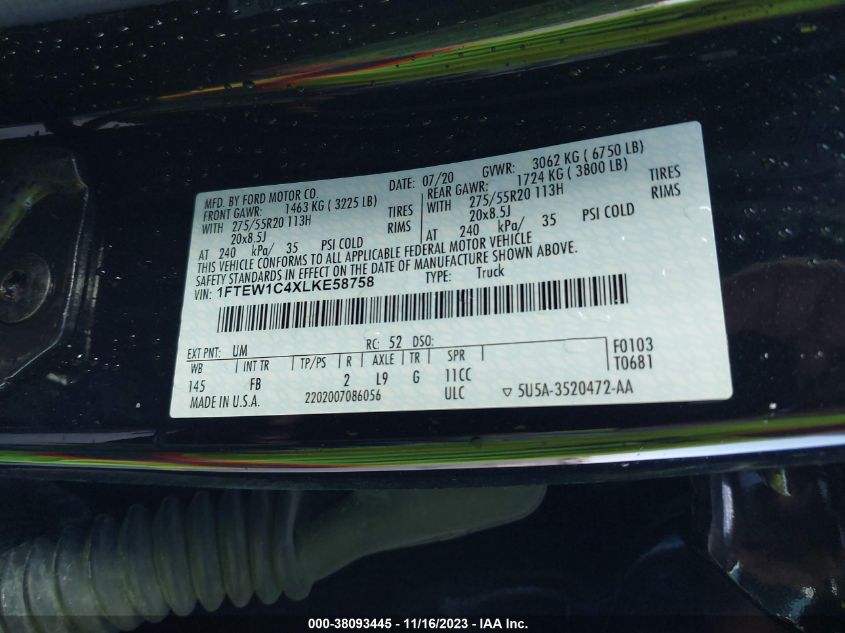 MFD. BY FORD MOTOR CO.
DATE: 07/20 GVWR: 3062 KG ( 6750 LB)
FRONT GAWR: 1463 KG ( 3225 LB) REAR GAWR: 1724 KG ( 3800 LB)
WITH 275/55R20 113H TIRES WITH 275/55R20 113H TIRES
20x8.5J RIMS 20x8.5J RIMS
AT 240 kPa/ 35 PSI COLD AT 240 kPa/ 35 PSI COLD
THIS VEHICLE CONFORMS TO ALL APPLICABLE FEDERAL MOTOR VEHICLE
SAFETY STANDARDS IN EFFECT ON THE DATE OF MANUFACTURE SHOWN ABOVE.
VIN: 1FTEW1C4XLKE58758 TYPE: Truck
EXT PNT: UM RC: 52 DSO: F0103
WB INT TR TP/PS R AXLE TR SPR T0681
145 FB 2 L9 G 11CC
MADE IN U.S.A. 2202007086056 ULC ▽ 5U5A-3520472-AA
000-38093445 - 11/16/2023 - IAA Inc.